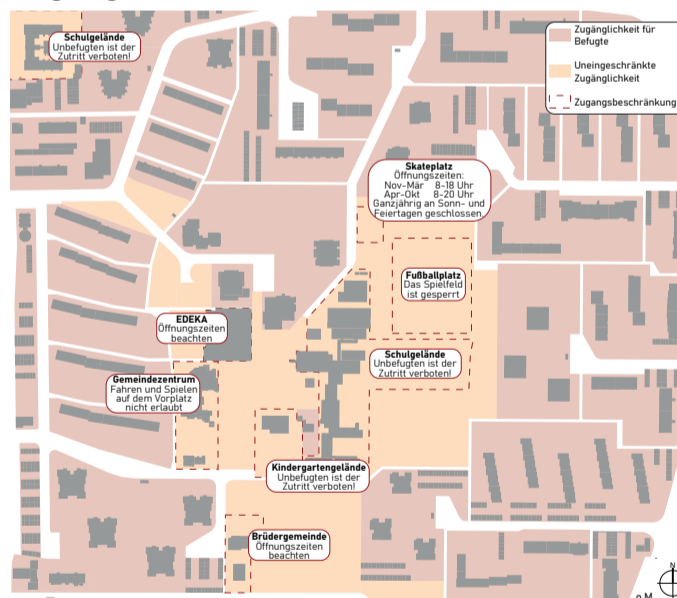 Schulgelände
Unbefugten ist der
Zutritt verboten!
Zugänglichkeit für
Befugte
Uneingeschränkte
Zugänglichkeit
Zugangsbeschränkung
Skateplatz
Öffnungszeiten:
Nov-Mär 8-18 Uhr
Apr-Okt 8-20 Uhr
Ganzjährig an Sonn- und
Feiertagen geschlossen
Fußballplatz
Das Spielfeld
ist gesperrt
EDEKA
Öffnungszeiten
beachten
Schulgelände
Unbefugten ist der
Zutritt verboten!
Gemeindezentrum
Fahren und Spielen
auf dem Vorplatz
nicht erlaubt
Kindergartengelände
Unbefugten ist der
Zutritt verboten!
Brüdergemeinde
Öffnungszeiten
beachten
N
o.M.